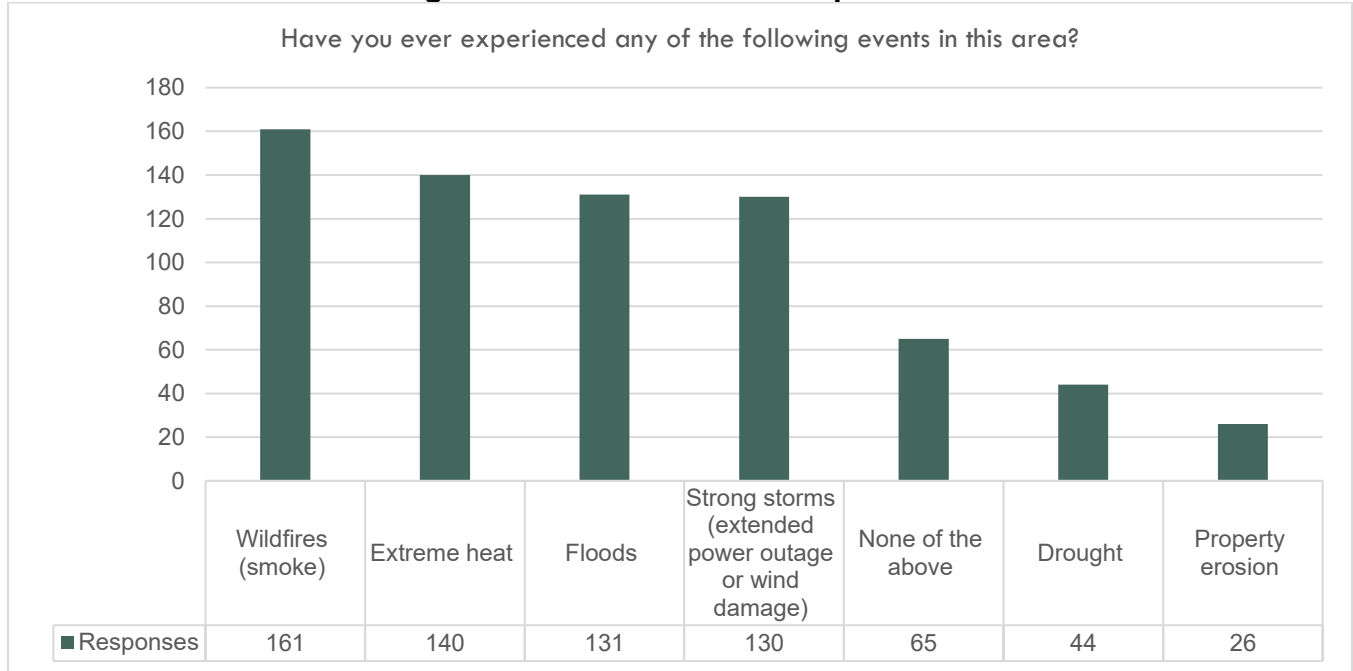 Have you ever experienced any of the following events in this area?
180
160
140
120
100
80
60
40
20
0
Wildfires
(smoke)
Extreme heat
Floods
Strong storms
(extended
power outage
or wind
damage)
None of the
above
Drought
Property
erosion
Responses 161 140 131 130 65 44 26